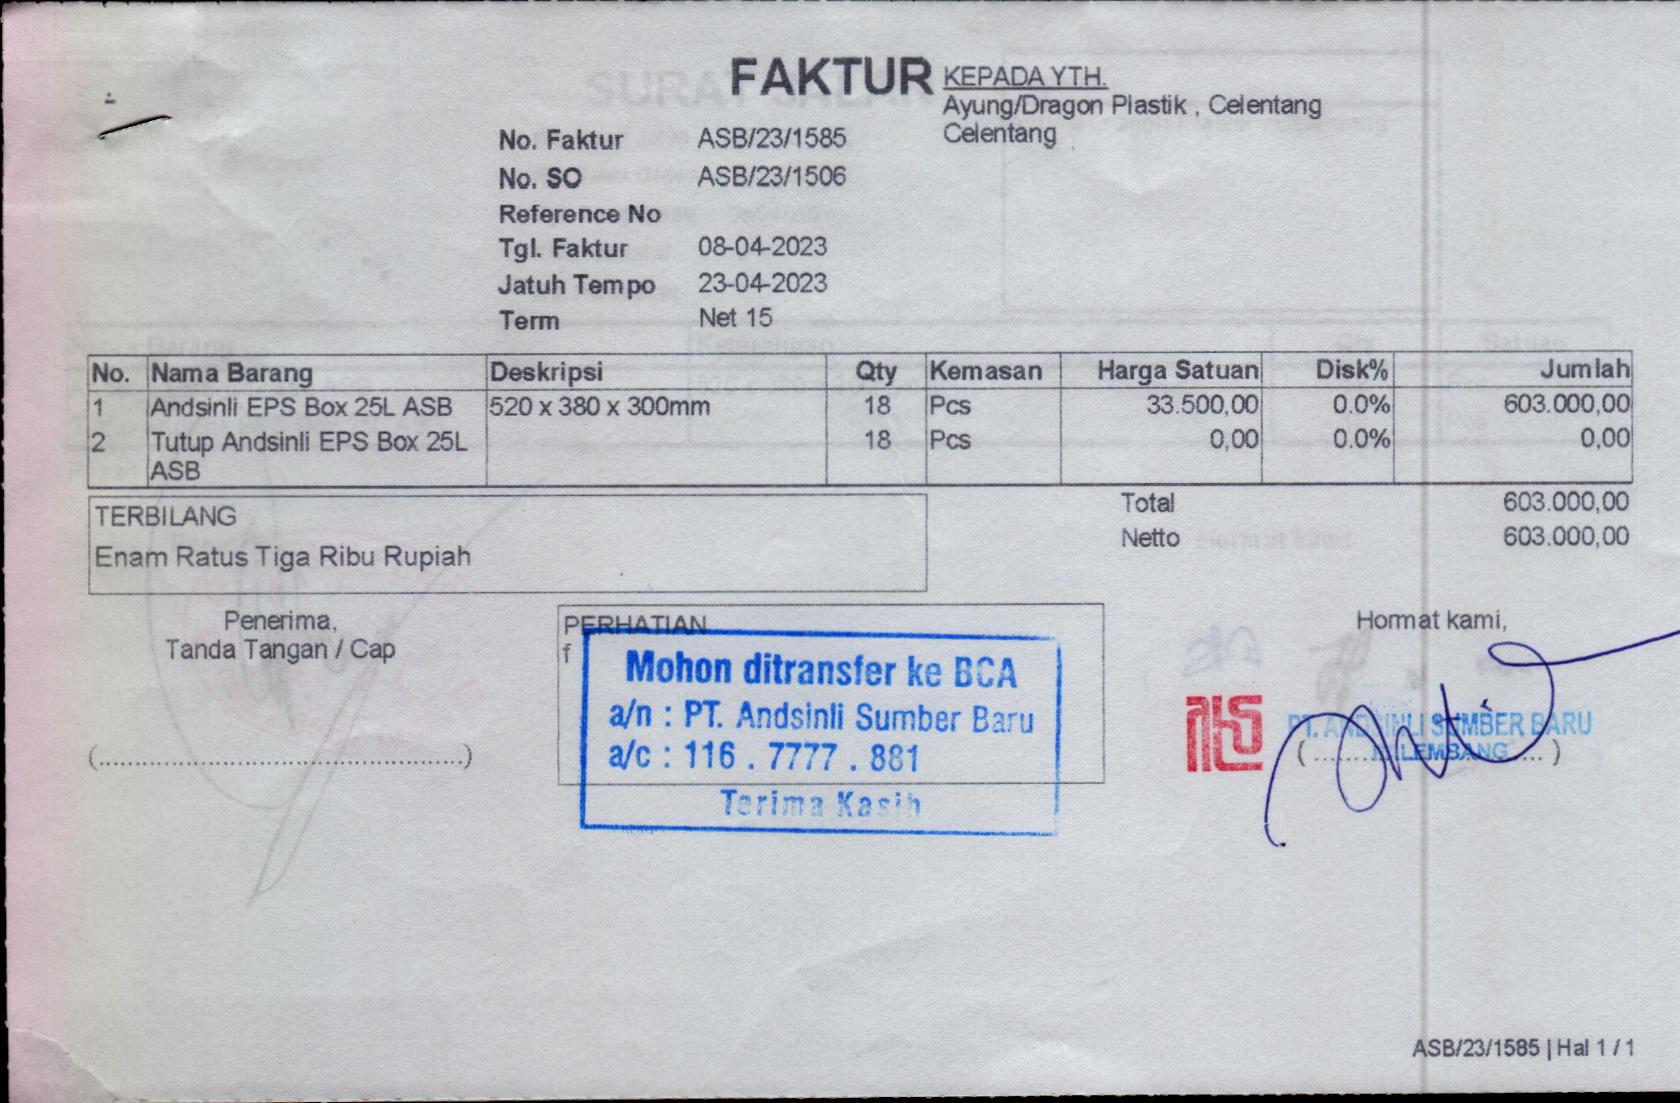 FAKTUR
KEPADA YTH.
Ayung/Dragon Plastik , Celentang
Celentang
No. Faktur ASB/23/1585
No. SO ASB/23/1506
Reference No
Tgl. Faktur 08-04-2023
Jatuh Tempo 23-04-2023
Term Net 15
No. Nama Barang Deskripsi Qty Kemasan Harga Satuan Disk% Jumlah
1 Andsinli EPS Box 25L ASB 520 x 380 x 300mm 18 Pcs 33.500,00 0.0% 603.000,00
2 Tutup Andsinli EPS Box 25L 18 Pcs 0,00 0.0% 0,00
ASB
Total 603.000,00
Netto 603.000,00
TERBILANG
Enam Ratus Tiga Ribu Rupiah
Penerima,
Tanda Tangan / Cap
(................................................)
PERHATIAN
f
Mohon ditransfer ke BCA
a/n : PT. Andsinli Sumber Baru
a/c : 116 . 7777 . 881
Terima Kasih
Hormat kami,
PT. ANDSINLI SUMBER BARU
PALEMBANG
ASB/23/1585 | Hal 1 / 1